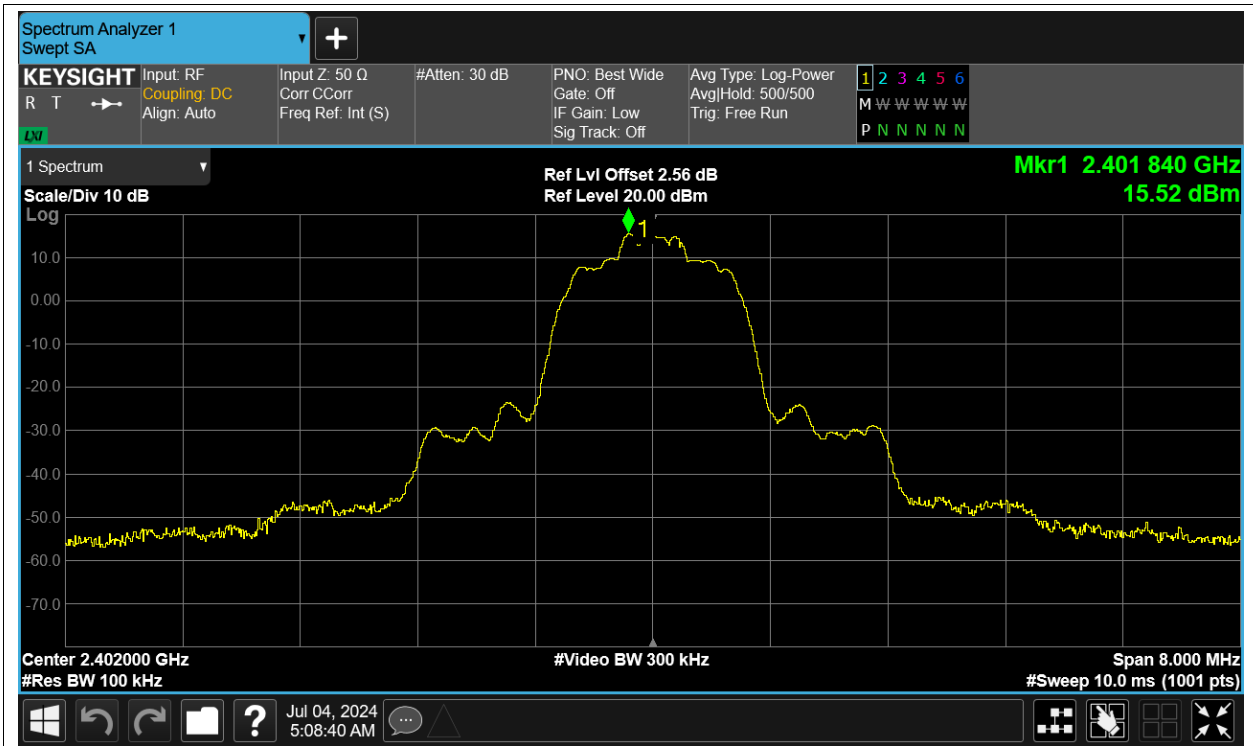 Spectrum Analyzer 1
Swept SA
KEYSIGHT
R T
LXI
Input: RF
Coupling: DC
Align: Auto
Input Z: 50 Ω
Corr CCorr
Freq Ref: Int (S)
#Atten: 30 dB
PNO: Best Wide
Gate: Off
IF Gain: Low
Sig Track: Off
Avg Type: Log-Power
Avg|Hold: 500/500
Trig: Free Run
1 2 3 4 5 6
M W W W W W
P N N N N N
1 Spectrum
Scale/Div 10 dB
Log
Ref Lvl Offset 2.56 dB
Ref Level 20.00 dBm
Mkr1 2.401 840 GHz
15.52 dBm
1
10.0
0.00
-10.0
-20.0
-30.0
-40.0
-50.0
-60.0
-70.0
Center 2.402000 GHz
#Res BW 100 kHz
#Video BW 300 kHz
Span 8.000 MHz
#Sweep 10.0 ms (1001 pts)
?
Jul 04, 2024
5:08:40 AM